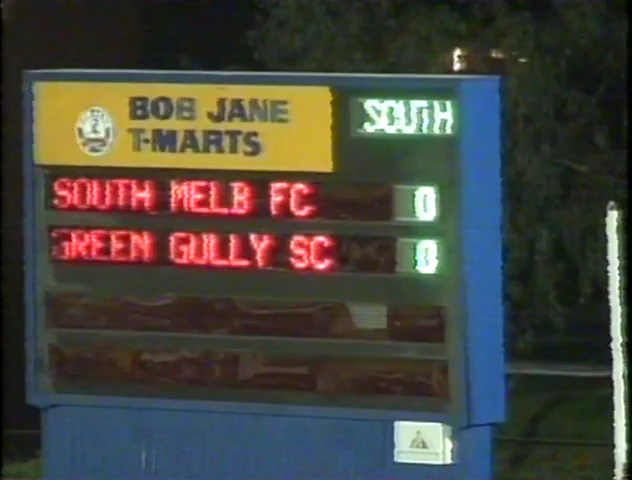 BOB JANE
T-MARTS
SOUTH
SOUTH MELB FC 0
GREEN GULLY SC 0